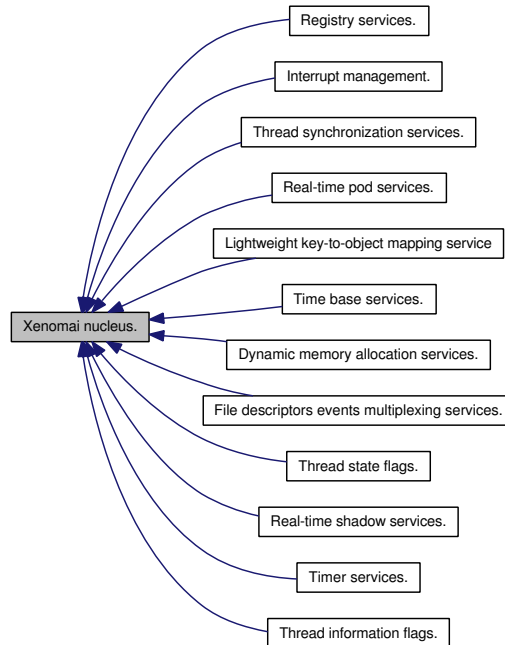 Registry services.
Interrupt management.
Thread synchronization services.
Real-time pod services.
Lightweight key-to-object mapping service
Time base services.
Xenomai nucleus.
Dynamic memory allocation services.
File descriptors events multiplexing services.
Thread state flags.
Real-time shadow services.
Timer services.
Thread information flags.